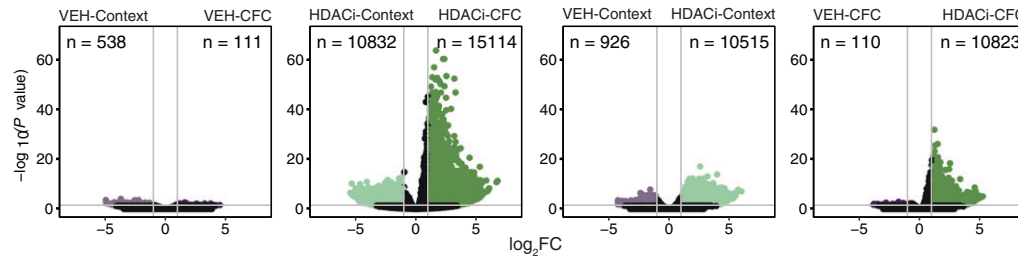 VEH-Context VEH-CFC HDACi-Context HDACi-CFC VEH-Context HDACi-Context VEH-CFC HDACi-CFC
n = 538 n = 111 n = 10832 n = 15114 n = 926 n = 10515 n = 110 n = 10823
60 60 60 60
40 40 40 40
20 20 20 20
0 0 0 0
−5 0 5 −5 0 5 −5 0 5 −5 0 5
−log 10(P value)
log₂FC